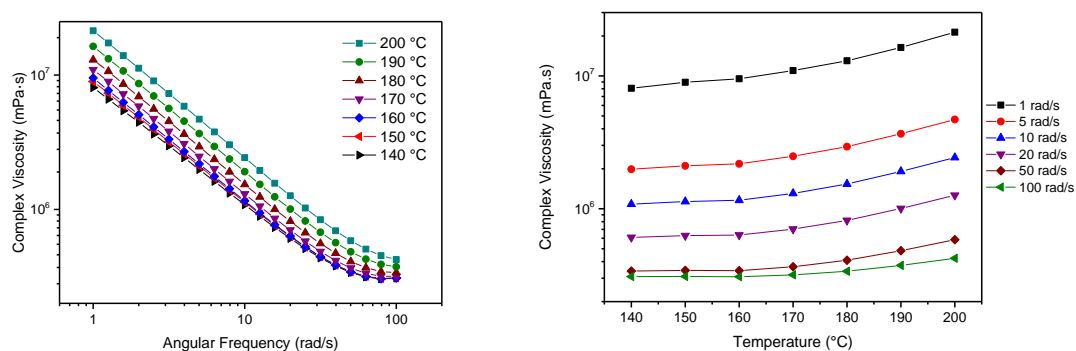 Complex Viscosity (mPa·s)
10⁷
10⁶
1
10
100
Angular Frequency (rad/s)
200 °C
190 °C
180 °C
170 °C
160 °C
150 °C
140 °C
Complex Viscosity (mPa.s)
10⁷
10⁶
140 150 160 170 180 190 200
Temperature (°C)
1 rad/s
5 rad/s
10 rad/s
20 rad/s
50 rad/s
100 rad/s